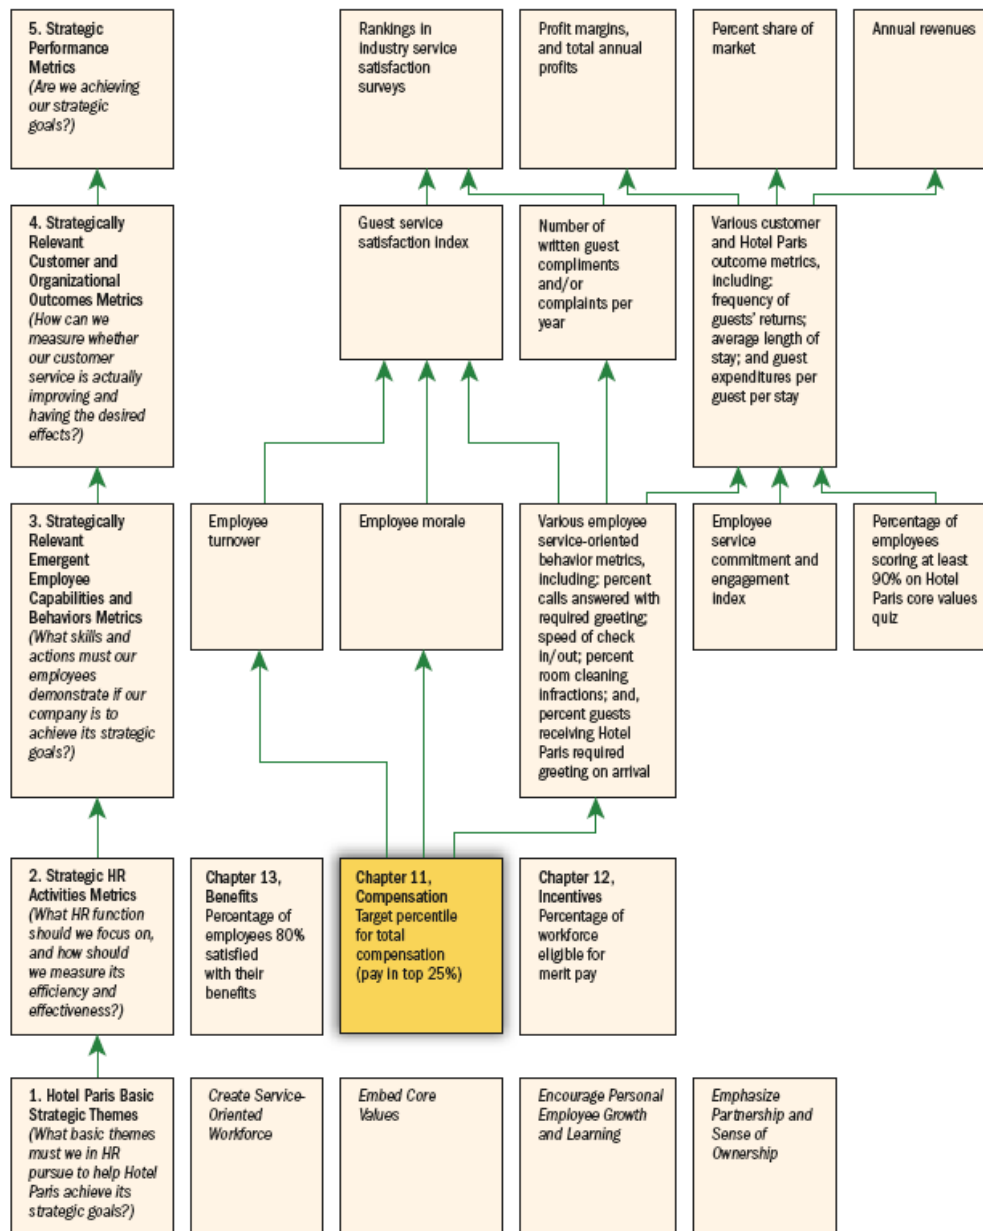 5. Strategic
Performance
Metrics
(Are we achieving
our strategic
goals?)
Rankings in
industry service
satisfaction
surveys
Profit margins,
and total annual
profits
Percent share of
market
Annual revenues
4. Strategically
Relevant
Customer and
Organizational
Outcomes Metrics
(How can we
measure whether
our customer
service is actually
improving and
having the desired
effects?)
Guest service
satisfaction index
Number of
written guest
compliments
and/or
complaints per
year
Various customer
and Hotel Paris
outcome metrics,
including:
frequency of
guests' returns;
average length of
stay; and guest
expenditures per
guest per stay
3. Strategically
Relevant
Emergent
Employee
Capabilities and
Behaviors Metrics
(What skills and
actions must our
employees
demonstrate if our
company is to
achieve its strategic
goals?)
Employee
turnover
Employee morale
Various employee
service-oriented
behavior metrics,
including: percent
calls answered with
required greeting;
speed of check
in/out; percent
room cleaning
infractions; and,
percent guests
receiving Hotel
Paris required
greeting on arrival
Employee
service
commitment and
engagement
index
Percentage of
employees
scoring at least
90% on Hotel
Paris core values
quiz
2. Strategic HR
Activities Metrics
(What HR function
should we focus on,
and how should
we measure its
efficiency and
effectiveness?)
Chapter 13,
Benefits
Percentage of
employees 80%
satisfied
with their
benefits
Chapter 11,
Compensation
Target percentile
for total
compensation
(pay in top 25%)
Chapter 12,
Incentives
Percentage of
workforce
eligible for
merit pay
1. Hotel Paris Basic
Strategic Themes
(What basic themes
must we in HR
pursue to help Hotel
Paris achieve its
strategic goals?)
Create Service-
Oriented
Workforce
Embed Core
Values
Encourage Personal
Employee Growth
and Learning
Emphasize
Partnership and
Sense of
Ownership